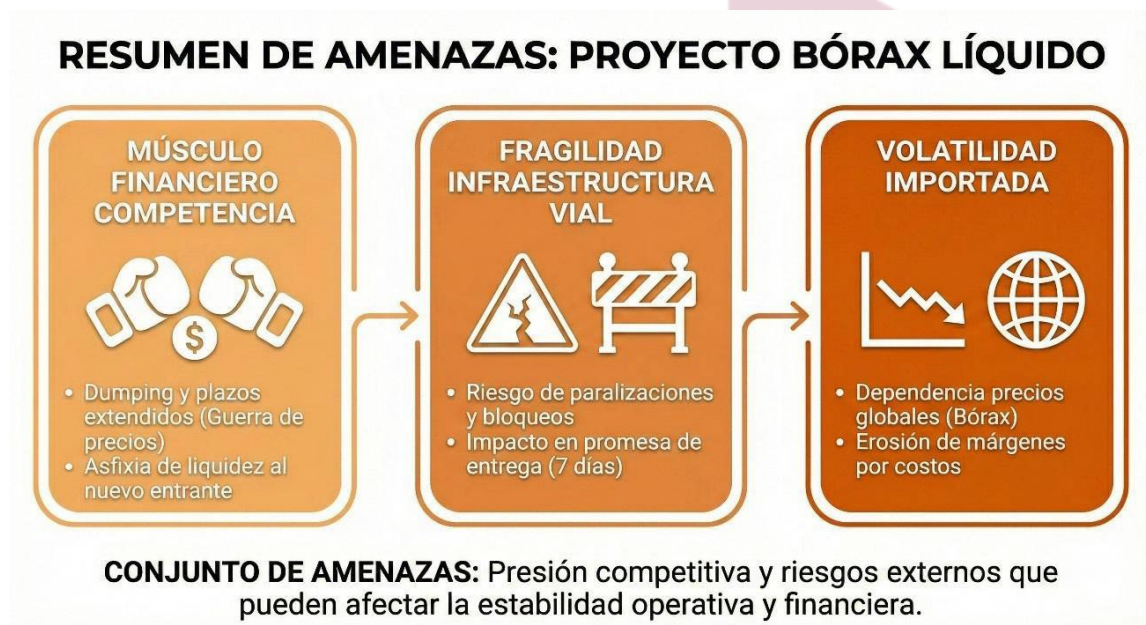 RESUMEN DE AMENAZAS: PROYECTO BÓRAX LÍQUIDO
MÚSCULO
FINANCIERO
COMPETENCIA
$
• Dumping y plazos
extendidos (Guerra de
precios)
• Asfixia de liquidez al
nuevo entrante
FRAGILIDAD
INFRAESTRUCTURA
VIAL
• Riesgo de paralizaciones
y bloqueos
• Impacto en promesa de
entrega (7 días)
VOLATILIDAD
IMPORTADA
• Dependencia precios
globales (Bórax)
• Erosión de márgenes
por costos
CONJUNTO DE AMENAZAS: Presión competitiva y riesgos externos que
pueden afectar la estabilidad operativa y financiera.